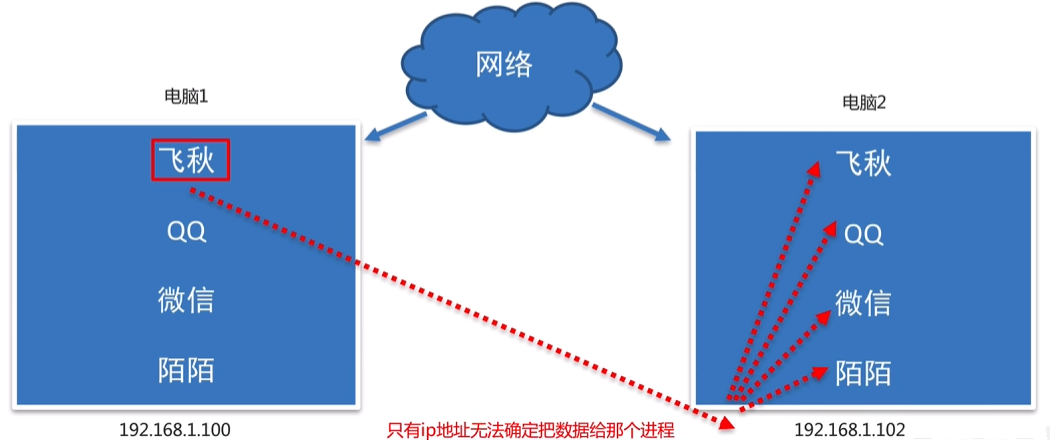 网络
电脑1
电脑2
飞秋
QQ
微信
陌陌
飞秋
QQ
微信
陌陌
192.168.1.100
只有ip地址无法确定把数据给那个进程
192.168.1.102